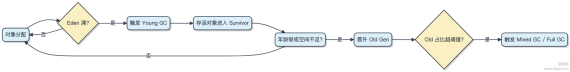 对象分配
Eden 满?
否
是
触发 Young GC
存活对象进入 Survivor
年龄够或空间不足?
否
是
晋升 Old Gen
Old 占比超阈值?
是
触发 Mixed GC / Full GC